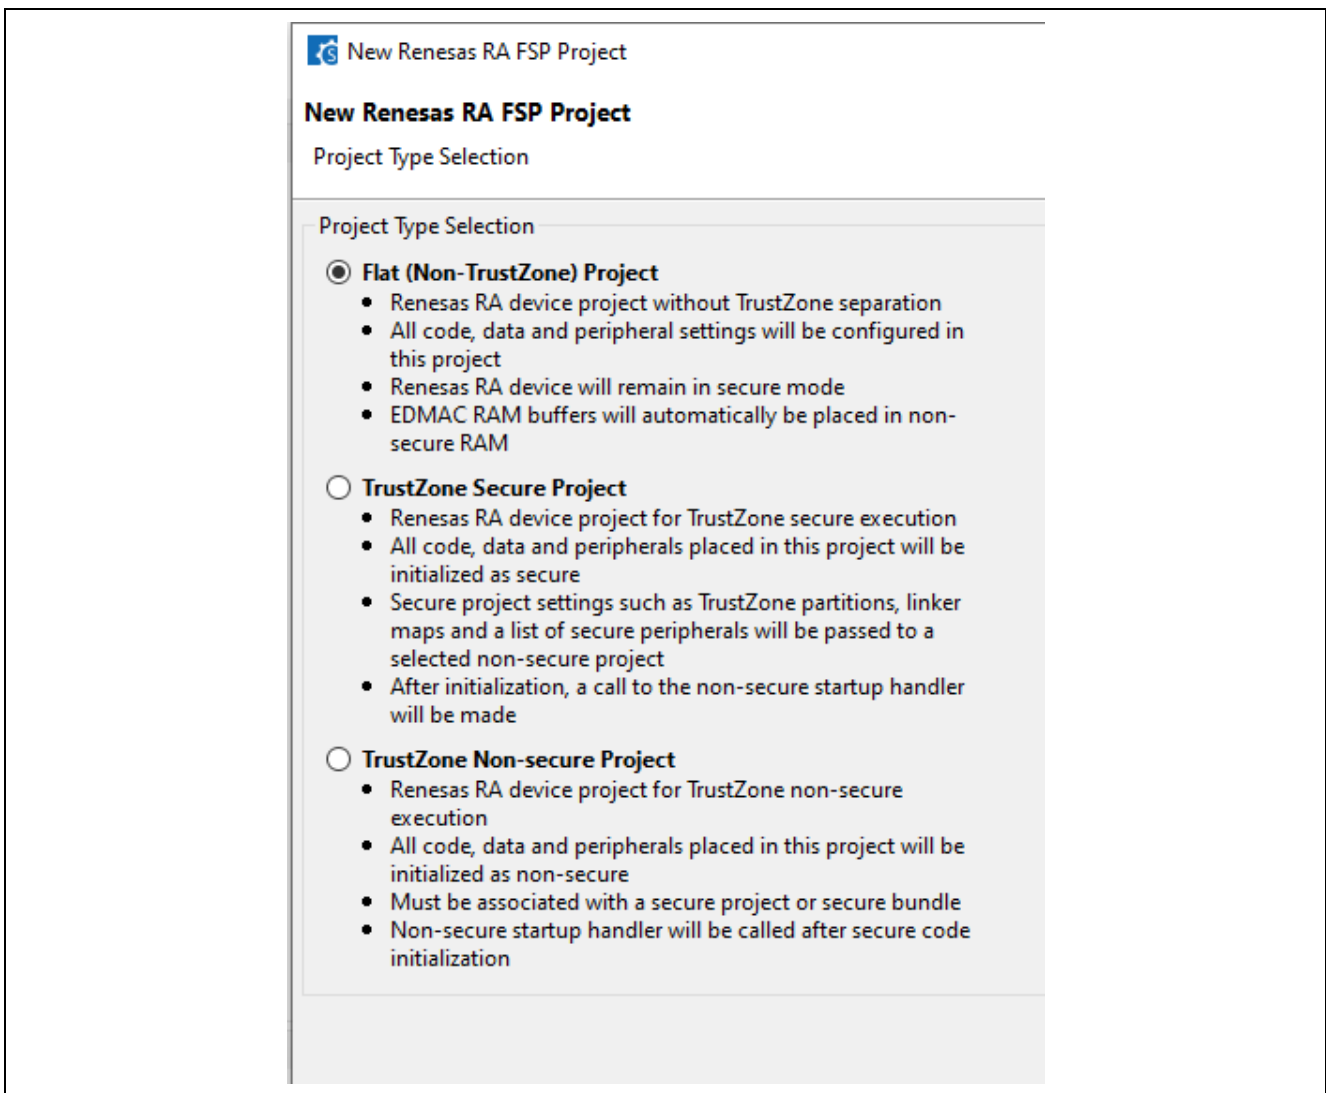 New Renesas RA FSP Project
New Renesas RA FSP Project
Project Type Selection
Project Type Selection
Flat (Non-TrustZone) Project
• Renesas RA device project without TrustZone separation
• All code, data and peripheral settings will be configured in
this project
• Renesas RA device will remain in secure mode
• EDMAC RAM buffers will automatically be placed in non-
secure RAM
TrustZone Secure Project
• Renesas RA device project for TrustZone secure execution
• All code, data and peripherals placed in this project will be
initialized as secure
• Secure project settings such as TrustZone partitions, linker
maps and a list of secure peripherals will be passed to a
selected non-secure project
• After initialization, a call to the non-secure startup handler
will be made
TrustZone Non-secure Project
• Renesas RA device project for TrustZone non-secure
execution
• All code, data and peripherals placed in this project will be
initialized as non-secure
• Must be associated with a secure project or secure bundle
• Non-secure startup handler will be called after secure code
initialization